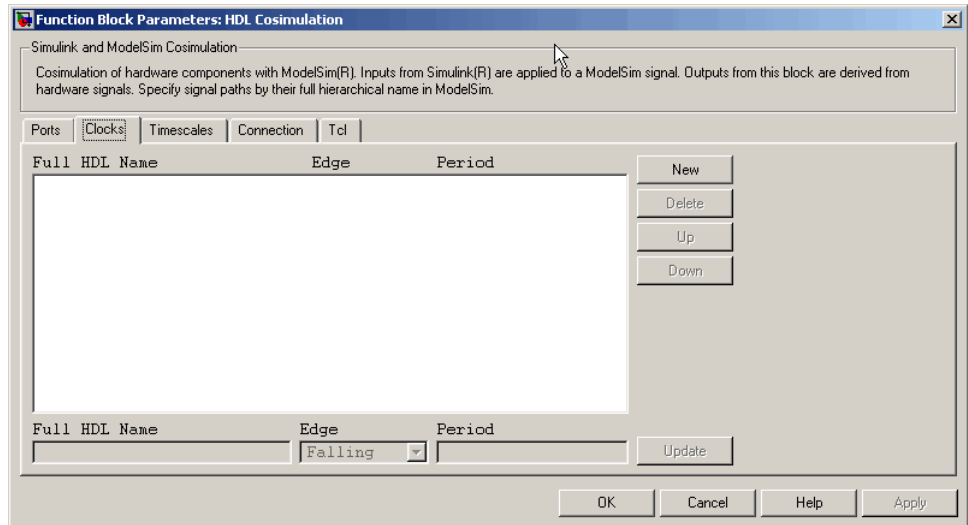 Function Block Parameters: HDL Cosimulation
Simulink and ModelSim Cosimulation
Cosimulation of hardware components with ModelSim(R). Inputs from Simulink(R) are applied to a ModelSim signal. Outputs from this block are derived from
hardware signals. Specify signal paths by their full hierarchical name in ModelSim.
Ports Clocks Timescales Connection Tcl
Full HDL Name Edge Period
New
Delete
Up
Down
Full HDL Name Edge Period
Falling Update
OK Cancel Help Apply